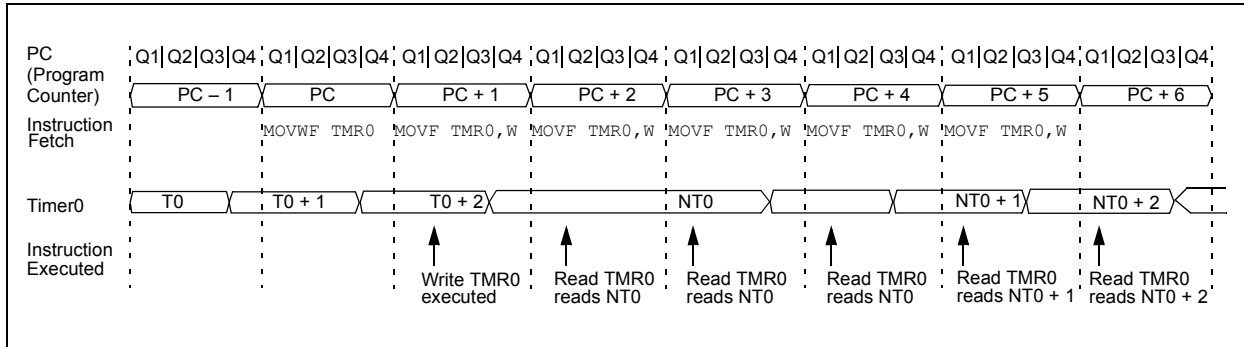 PC (Program Counter)
Q1 Q2 Q3 Q4 Q1 Q2 Q3 Q4 Q1 Q2 Q3 Q4 Q1 Q2 Q3 Q4 Q1 Q2 Q3 Q4 Q1 Q2 Q3 Q4 Q1 Q2 Q3 Q4 Q1 Q2 Q3 Q4
PC – 1 PC PC + 1 PC + 2 PC + 3 PC + 4 PC + 5 PC + 6
Instruction
Fetch
MOVWF TMR0 MOVF TMR0,W MOVF TMR0,W MOVF TMR0,W MOVF TMR0,W MOVF TMR0,W
Timer0 T0 T0 + 1 T0 + 2 NT0 NT0 + 1 NT0 + 2
Instruction
Executed
Write TMR0
executed
Read TMR0
reads NT0
Read TMR0
reads NT0
Read TMR0
reads NT0
Read TMR0
reads NT0 + 1
Read TMR0
reads NT0 + 2